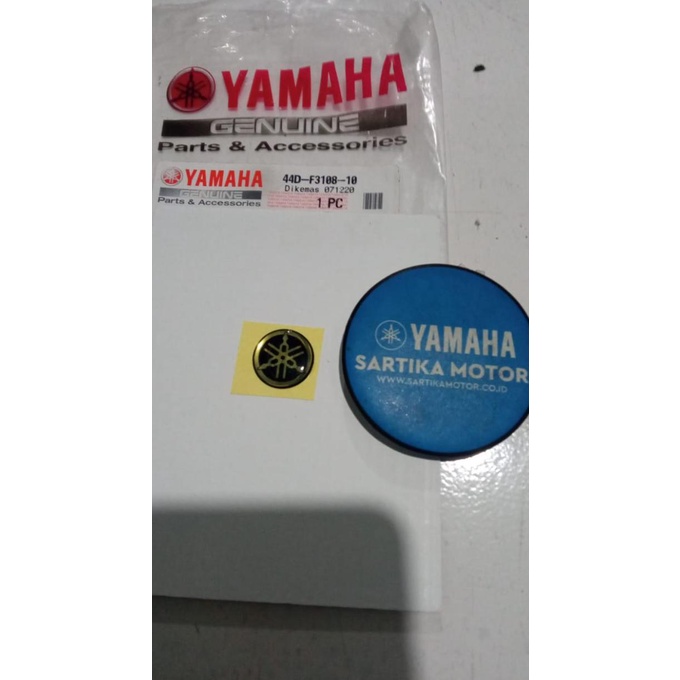 YAMAHA
GENUINE
Parts & Accessories
YAMAHA
GENUINE
Parts & Accessories
44D-F3108-10
Dikemas 071220
1 PC
YAMAHA
SARTIKA MOTOR
WWW.SARTIKAMOTOR.CO.ID